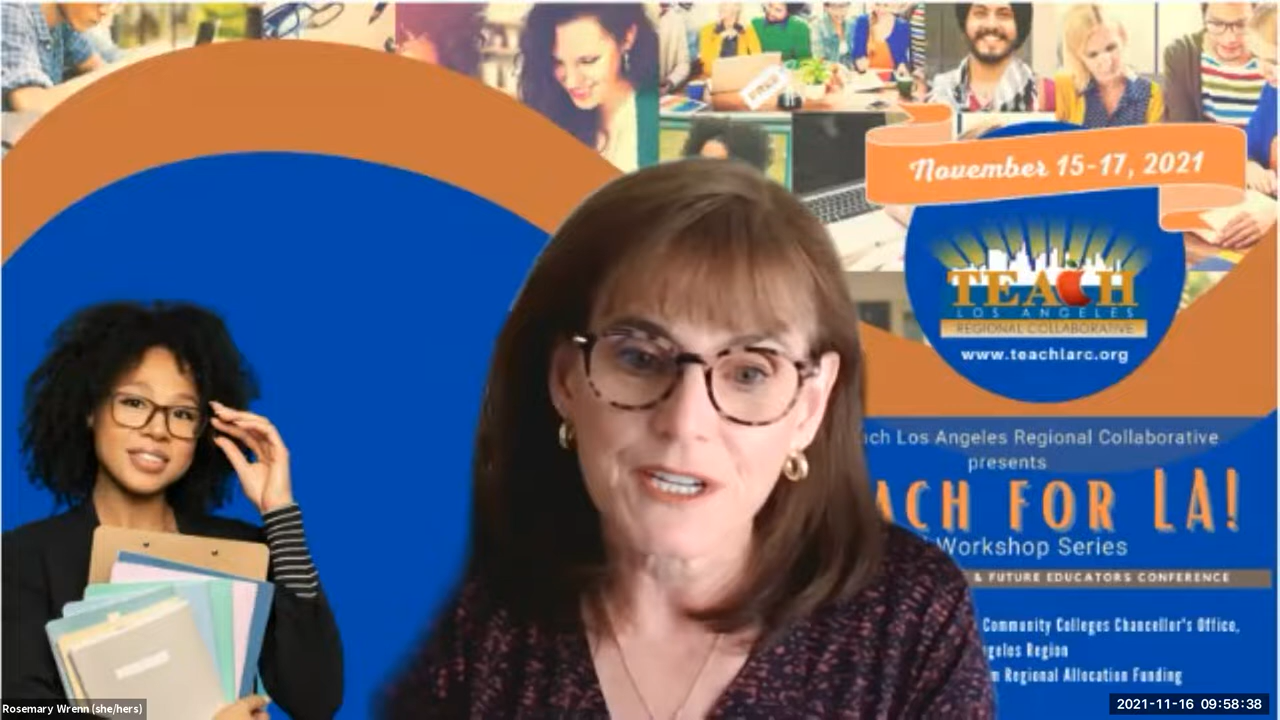 FREE
November 15-17, 2021
TEACH
LOS ANGELES
REGIONAL COLLABORATIVE
www.teachlarc.org
ach Los Angeles Regional Collaborative
presents
ACH FOR LA!
Workshop Series
& FUTURE EDUCATORS CONFERENCE
Community Colleges Chancellor's Office,
geles Region
m Regional Allocation Funding
Rosemary Wrenn (she/hers)
2021-11-16 09:58:38